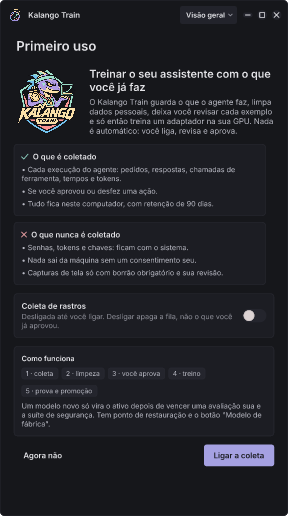 Kalango Train
Visão geral
Primeiro uso
KALANGO
TRAIN
Treinar o seu assistente com o que
você já faz
O Kalango Train guarda o que o agente faz, limpa
dados pessoais, deixa você revisar cada exemplo
e só então treina um adaptador na sua GPU. Nada
é automático: você liga, revisa e aprova.
O que é coletado
• Cada execução do agente: pedidos, respostas, chamadas de
ferramenta, tempos e tokens.
• Se você aprovou ou desfez uma ação.
• Tudo fica neste computador, com retenção de 90 dias.
O que nunca é coletado
• Senhas, tokens e chaves: ficam com o sistema.
• Nada sai da máquina sem um consentimento seu.
• Capturas de tela só com borrão obrigatório e sua revisão.
Coleta de rastros
Desligada até você ligar. Desligar apaga a fila, não o que você
já aprovou.
Como funciona
1 · coleta
2 · limpeza
3 · você aprova
4 · treino
5 · prova e promoção
Um modelo novo só vira o ativo depois de vencer uma avaliação sua e
a suíte de segurança. Tem ponto de restauração e o botão "Modelo de
fábrica".
Agora não
Ligar a coleta